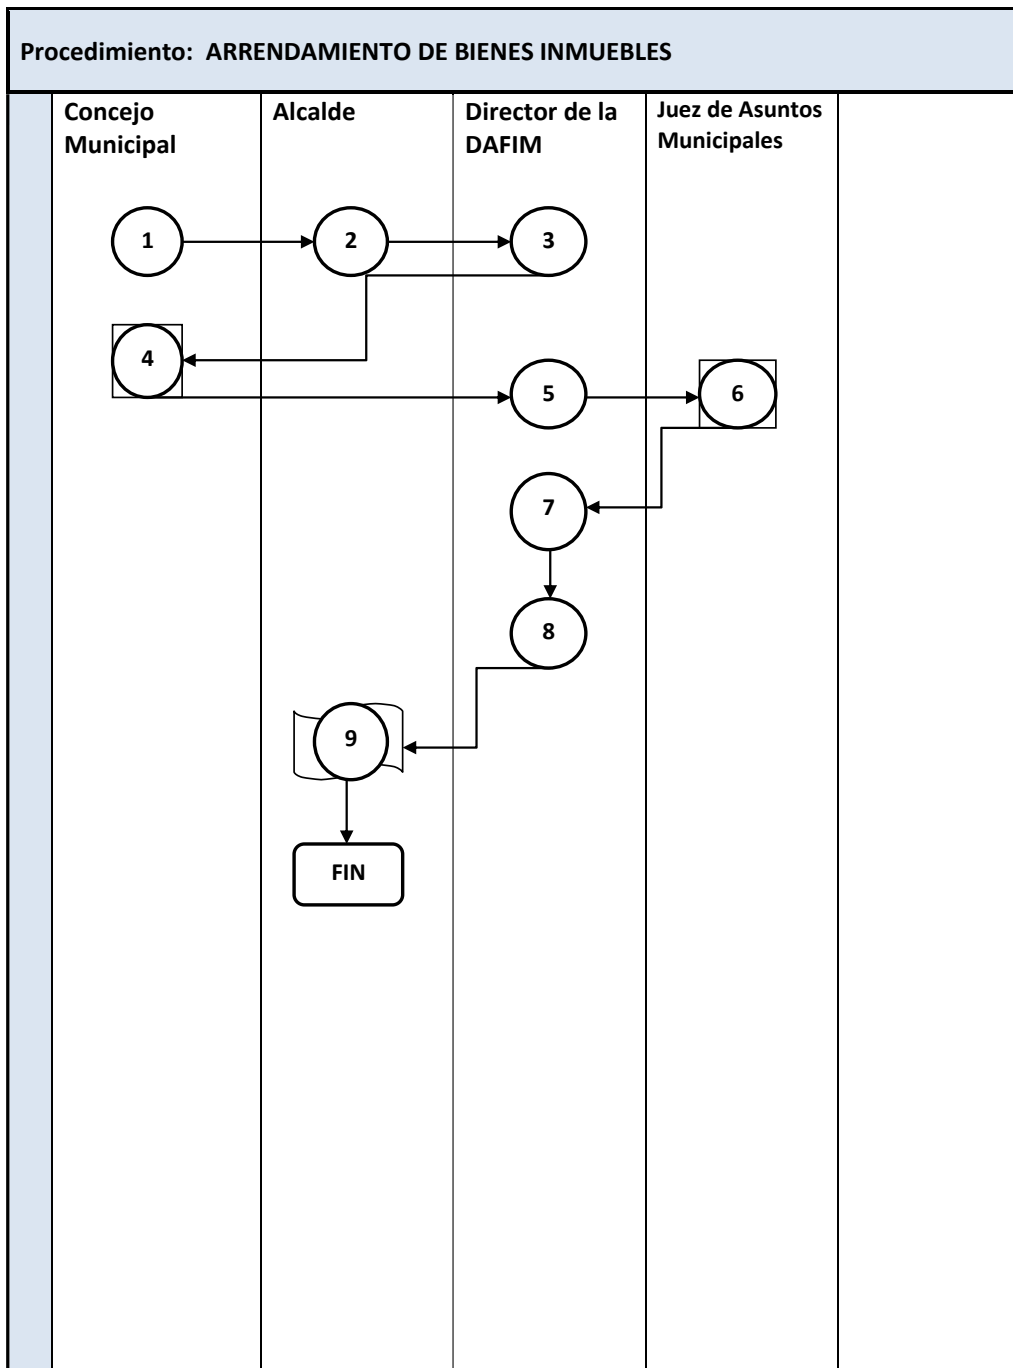 Procedimiento: ARRENDAMIENTO DE BIENES INMUEBLES
Concejo
Municipal
Alcalde
Director de la
DAFIM
Juez de Asuntos
Municipales
1
2
3
4
5
6
7
8
9
FIN